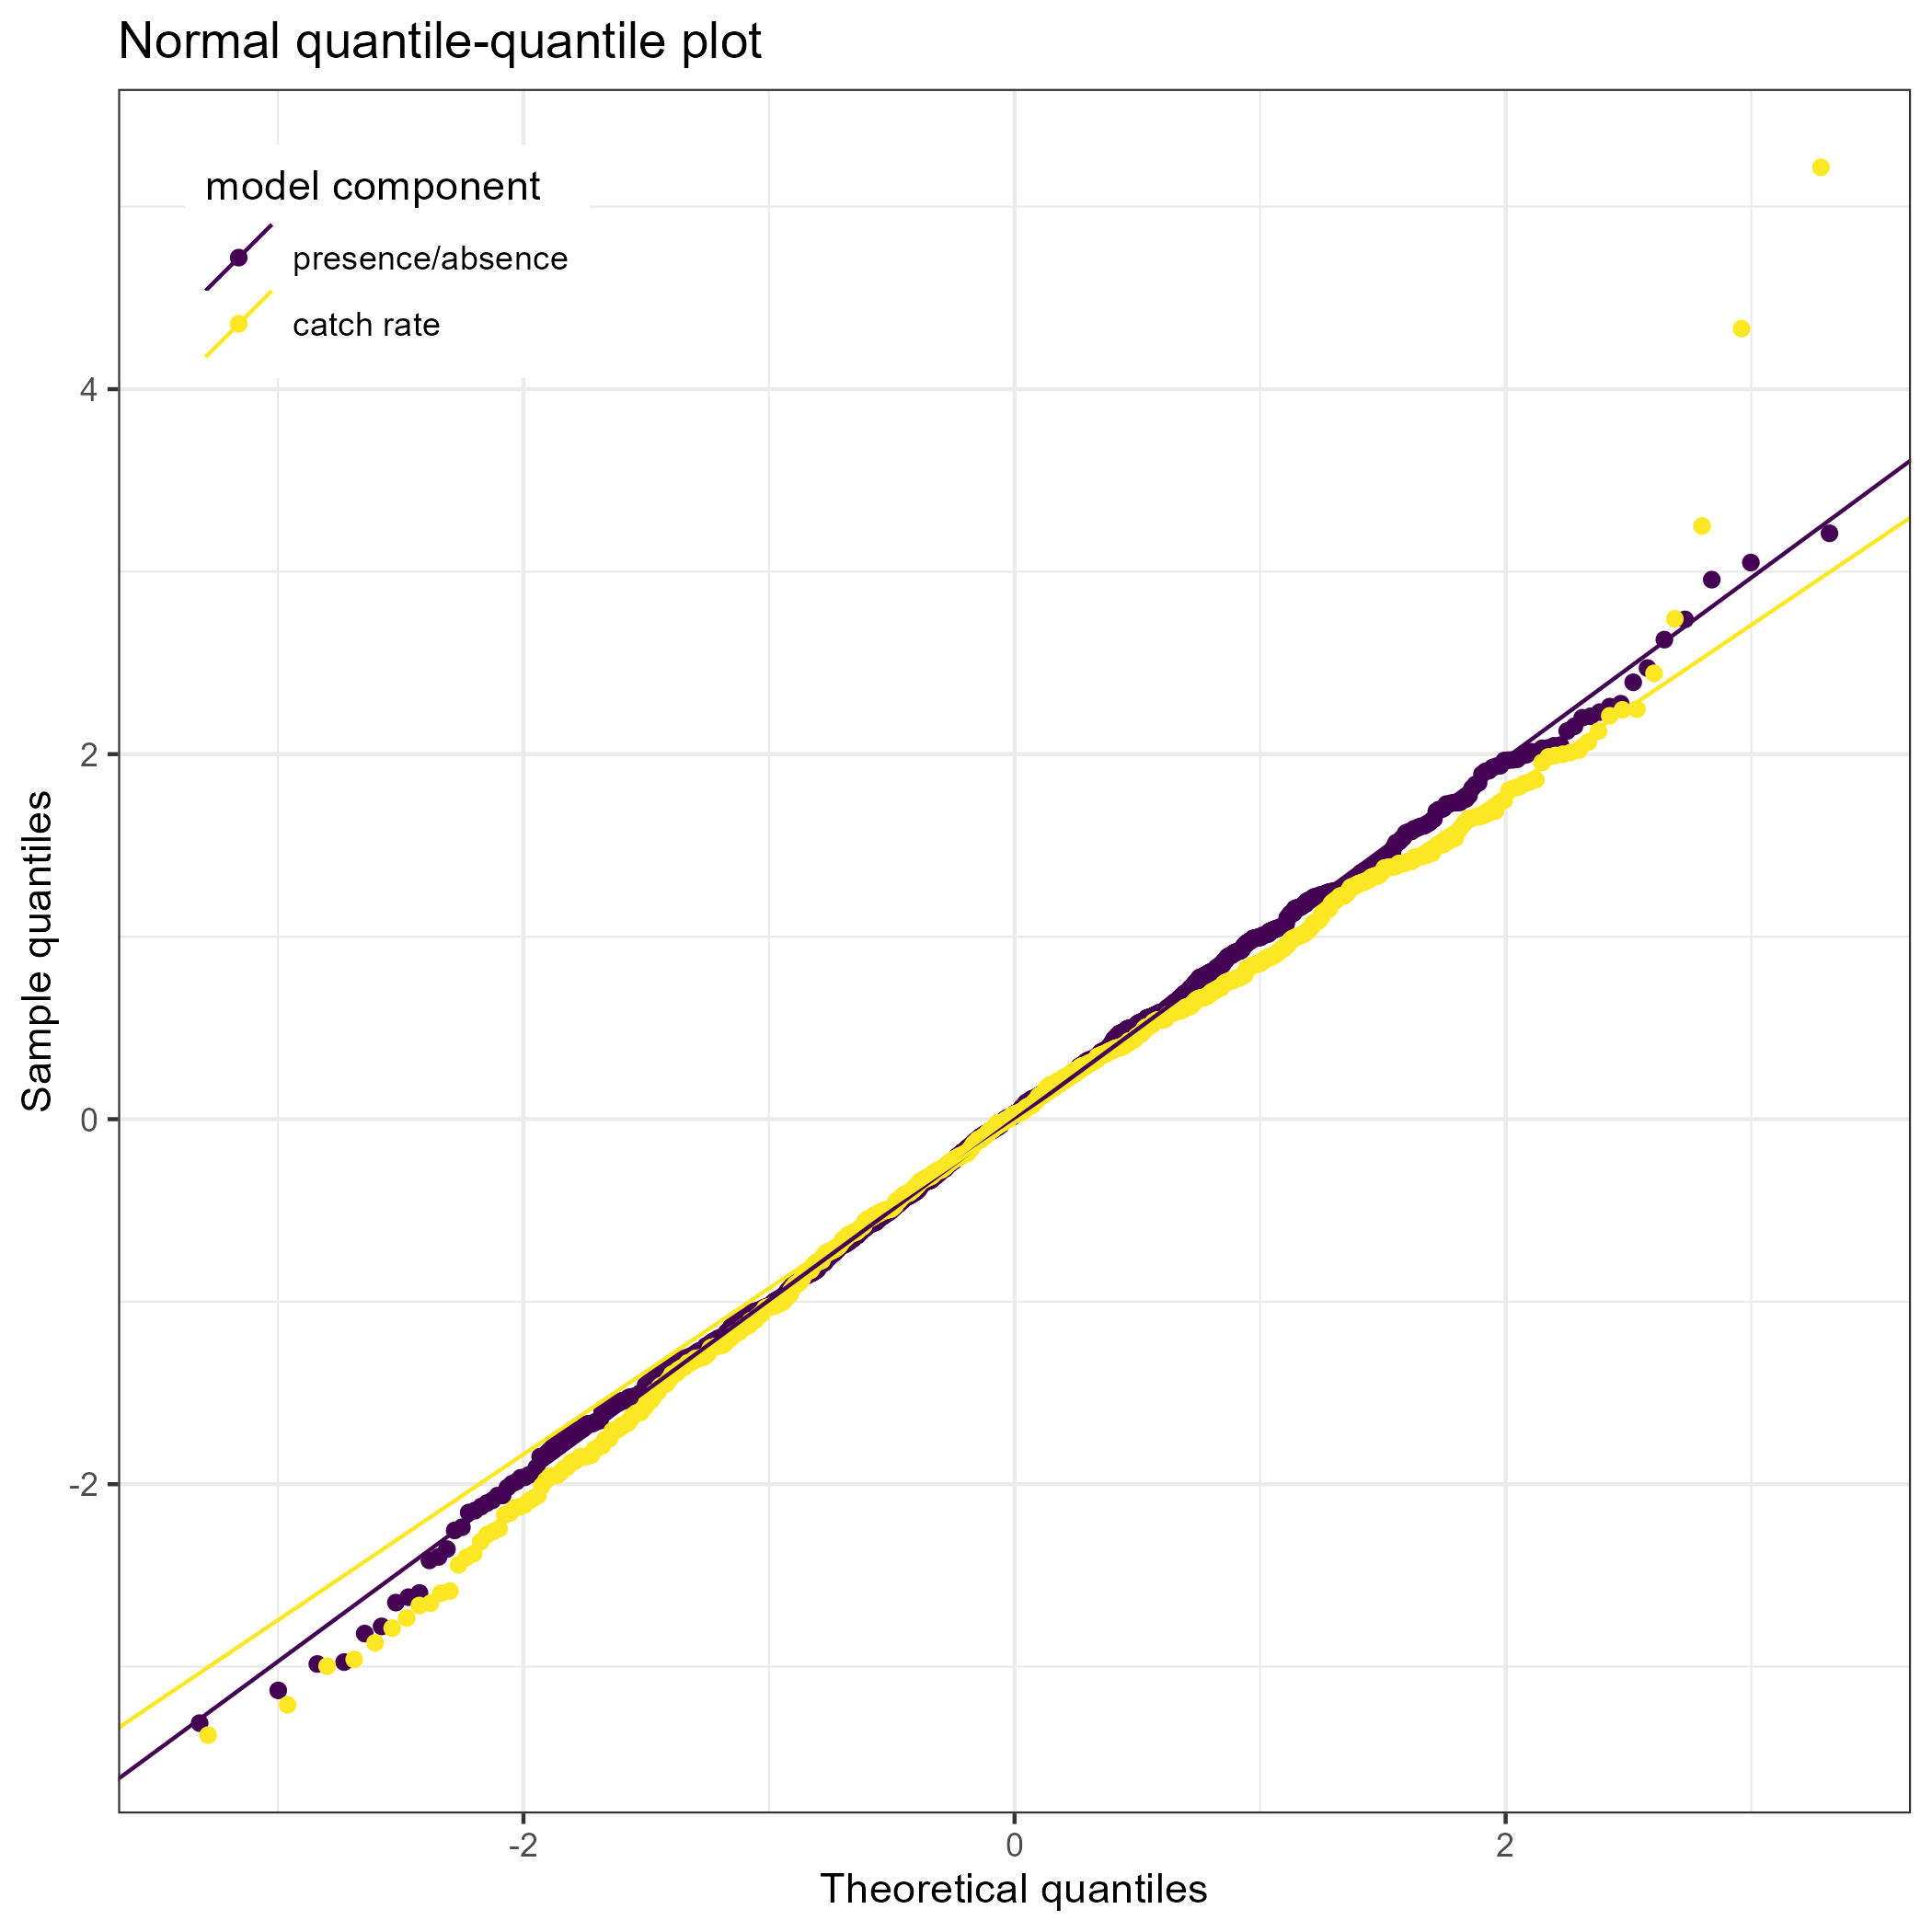 Normal quantile-quantile plot
model component
presence/absence
catch rate
4
2
0
-2
Sample quantiles
-2
0
2
Theoretical quantiles